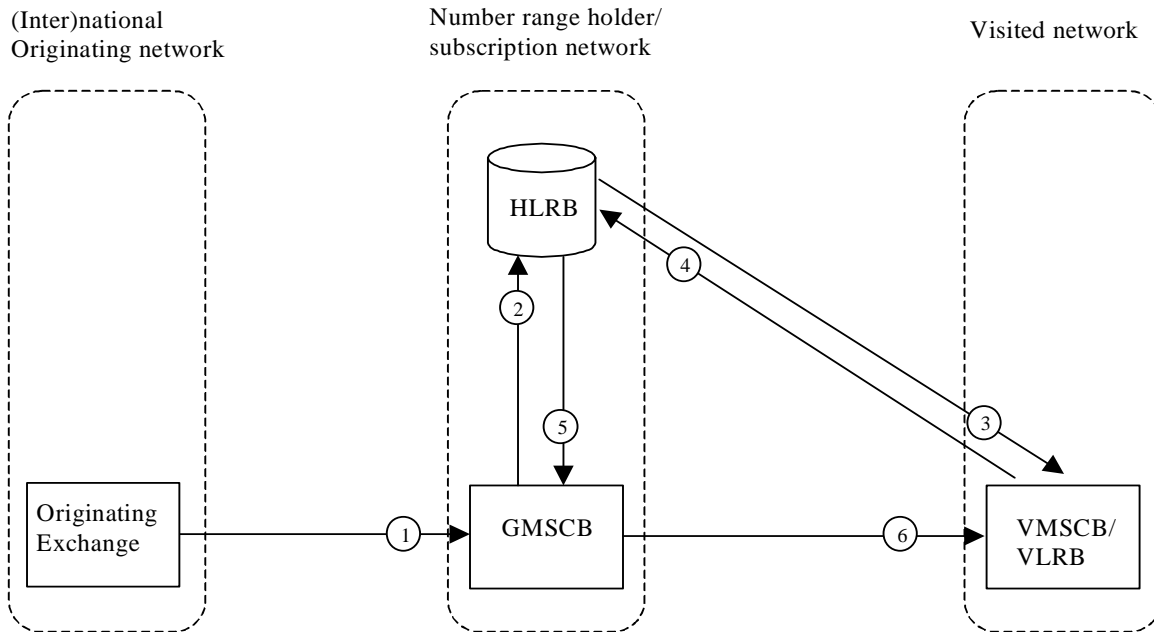 (Inter)national
Originating network
Number range holder/
subscription network
Visited network
HLRB
4
2
3
5
Originating
Exchange
1
GMSCB
6
VMSCB/
VLRB